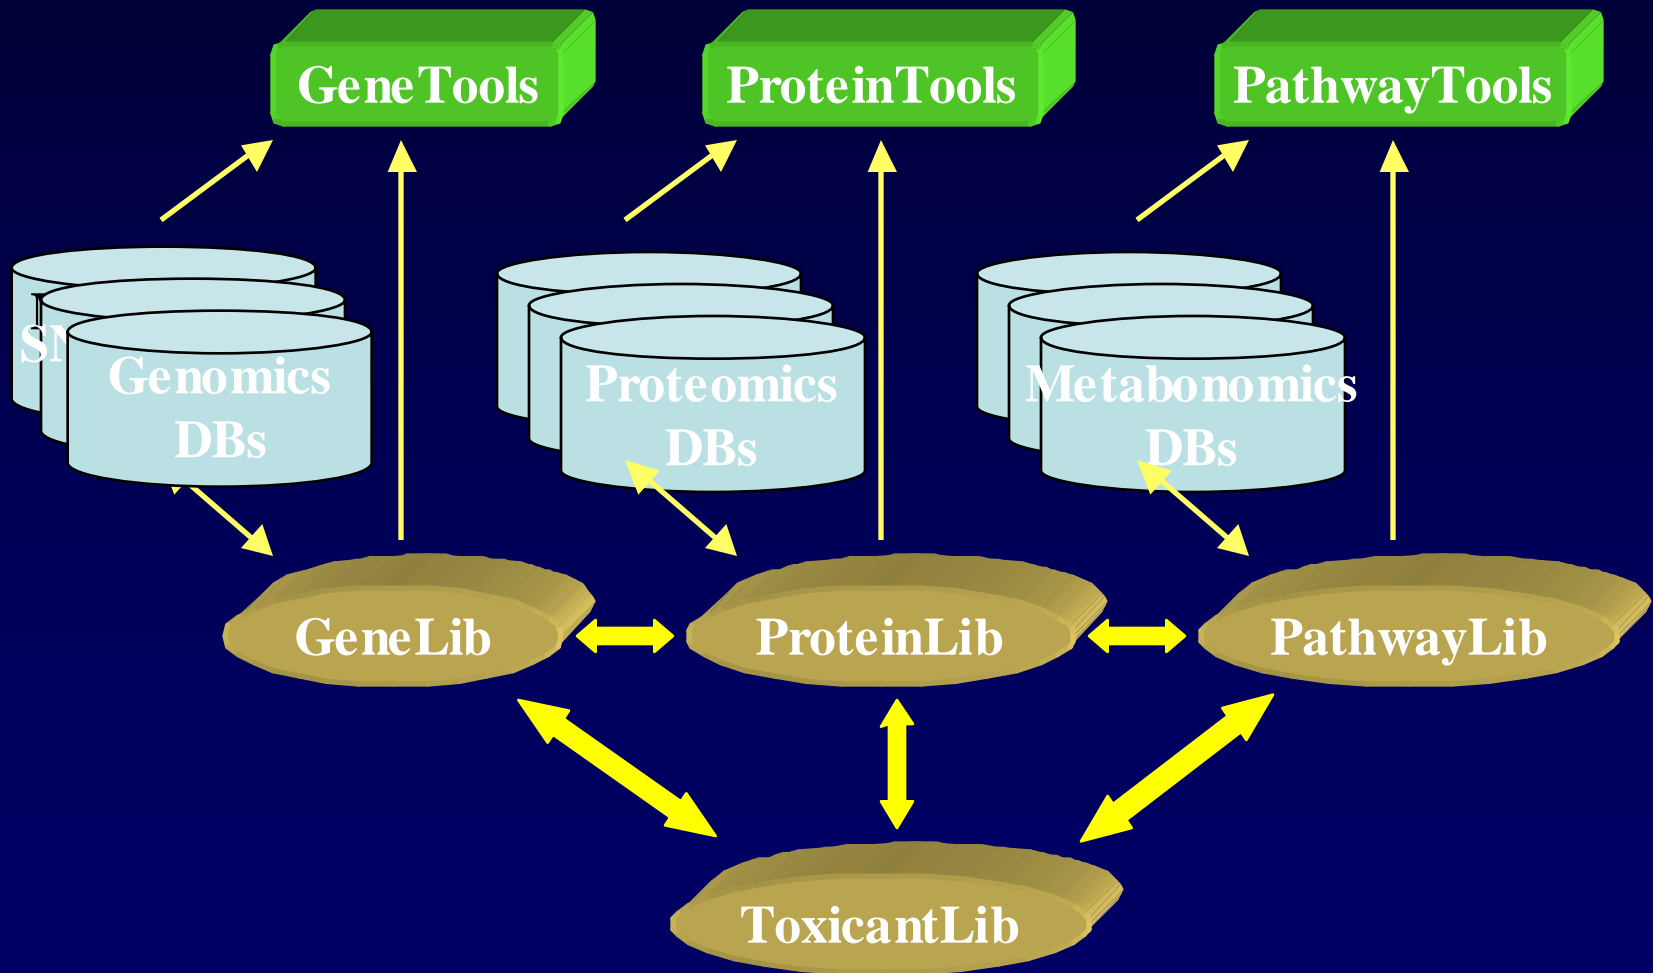 GeneTools
ProteinTools
PathwayTools
Genomics
DBs
Proteomics
DBs
Metabonomics
DBs
GeneLib
ProteinLib
PathwayLib
ToxicantLib